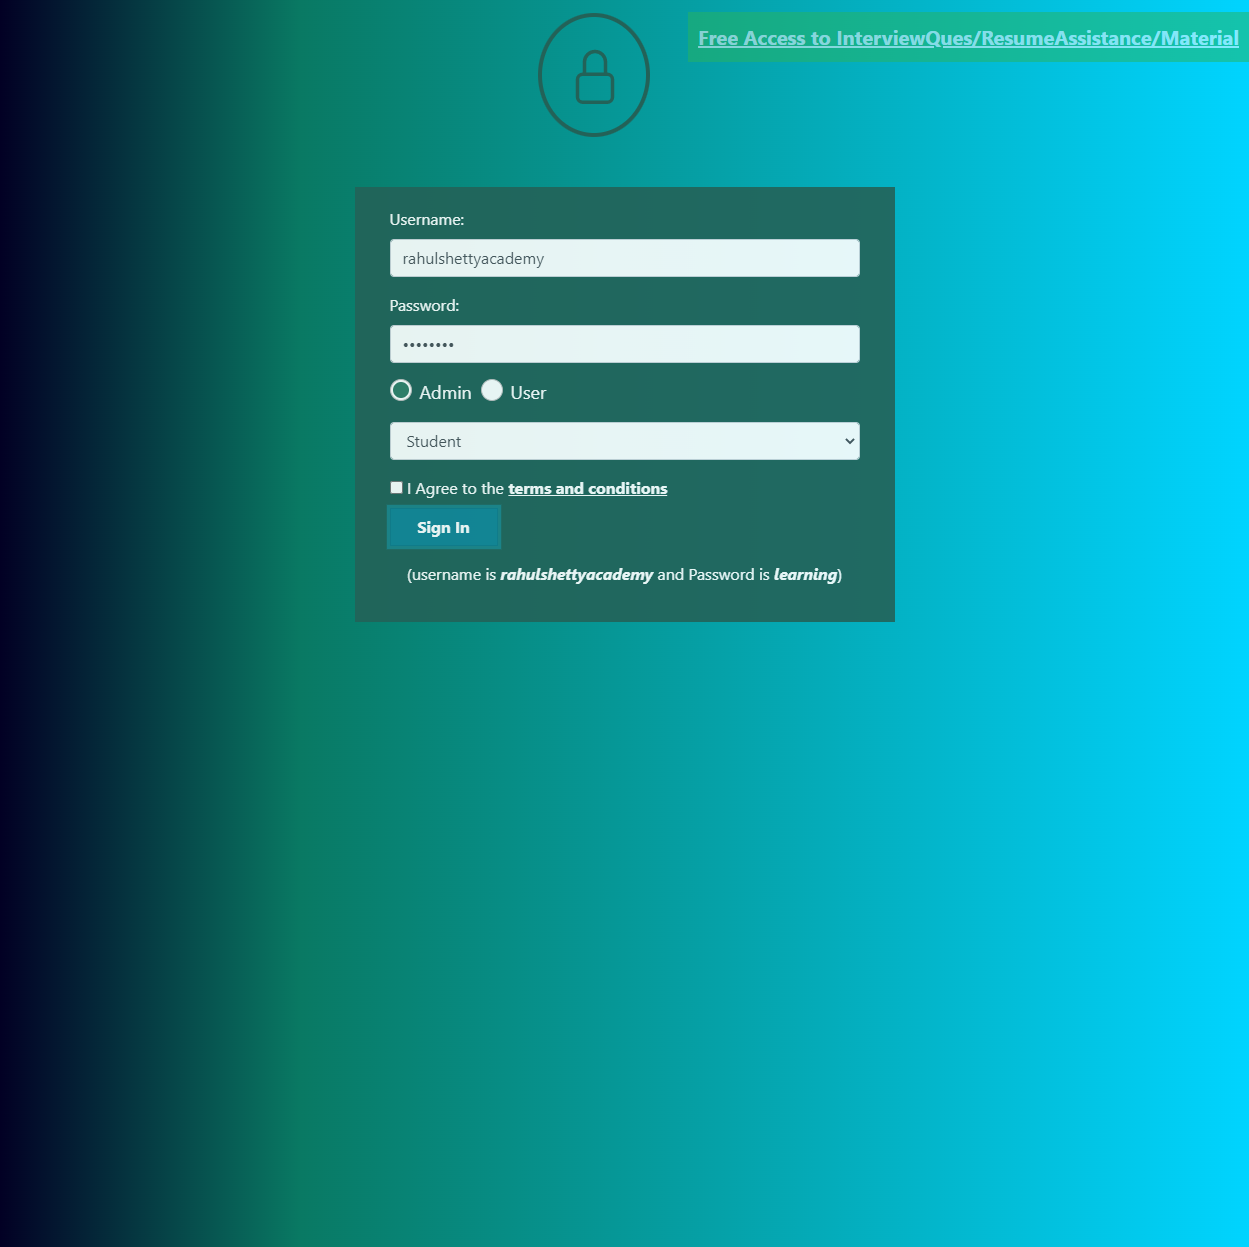 Free Access to InterviewQues/ResumeAssistance/Material
Username:
rahulshettyacademy
Password:
••••••••
Admin User
Student
I Agree to the terms and conditions
Sign In
(username is rahulshettyacademy and Password is learning)